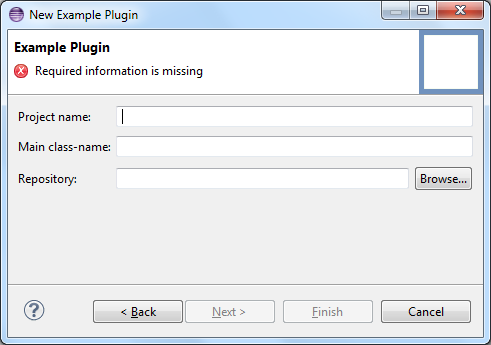 New Example Plugin
Example Plugin
Required information is missing
Project name:
Main class-name:
Repository:
Browse...
< Back
Next >
Finish
Cancel